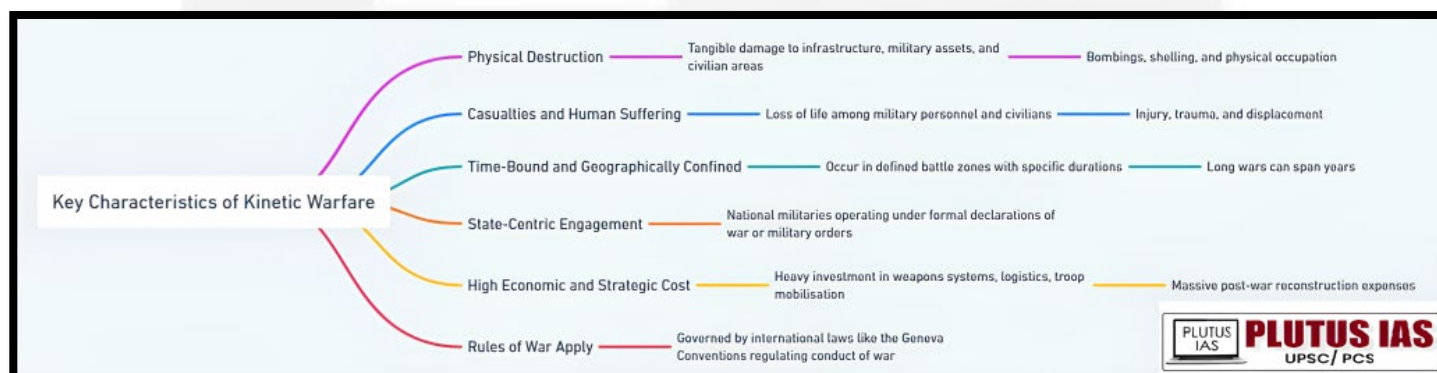 Key Characteristics of Kinetic Warfare
Physical Destruction
Tangible damage to infrastructure, military assets, and
civilian areas
Bombings, shelling, and physical occupation
Casualties and Human Suffering
Loss of life among military personnel and civilians
Injury, trauma, and displacement
Time-Bound and Geographically Confined
Occur in defined battle zones with specific durations
Long wars can span years
State-Centric Engagement
National militaries operating under formal declarations of
war or military orders
High Economic and Strategic Cost
Heavy investment in weapons systems, logistics, troop
mobilisation
Massive post-war reconstruction expenses
Rules of War Apply
Governed by international laws like the Geneva
Conventions regulating conduct of war
PLUTUS
IAS
PLUTUS IAS
UPSC/PCS